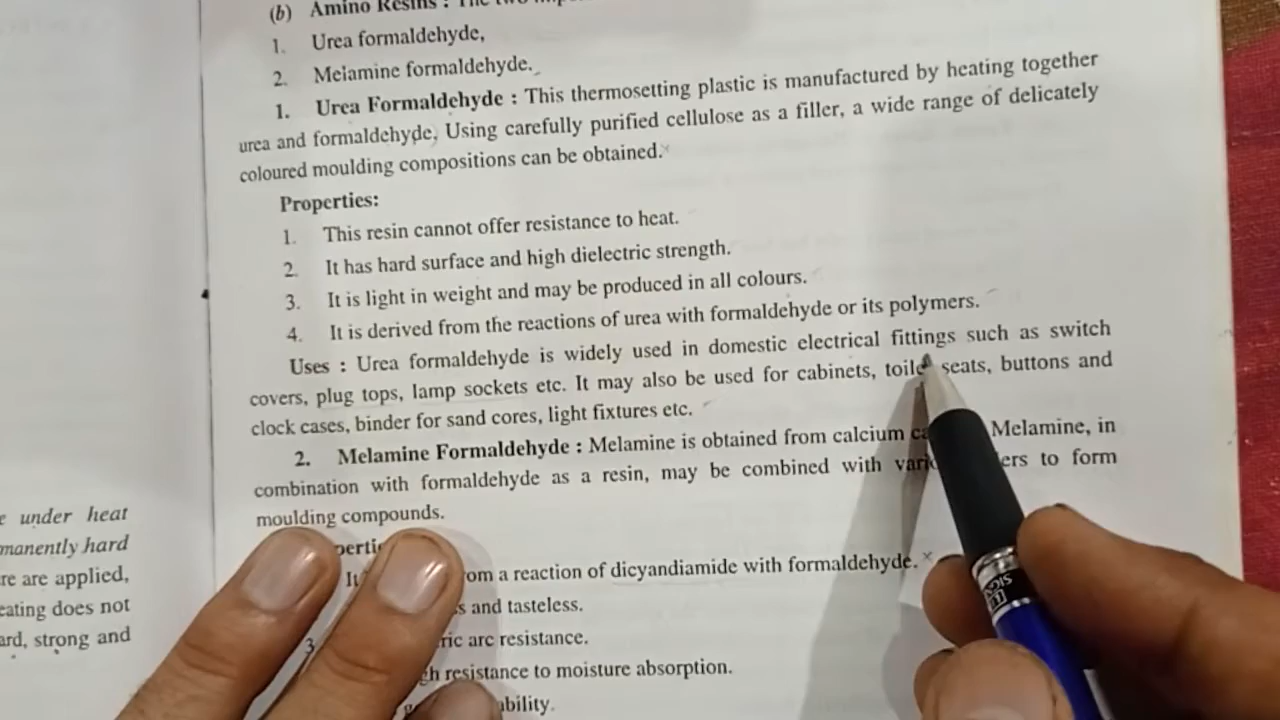 (b) Amino Resins : The two
1. Urea formaldehyde,
2. Melamine formaldehyde.
1. Urea Formaldehyde : This thermosetting plastic is manufactured by heating together
urea and formaldehyde. Using carefully purified cellulose as a filler, a wide range of delicately
coloured moulding compositions can be obtained.
Properties:
1. This resin cannot offer resistance to heat.
2. It has hard surface and high dielectric strength.
3. It is light in weight and may be produced in all colours.
4. It is derived from the reactions of urea with formaldehyde or its polymers.
Uses : Urea formaldehyde is widely used in domestic electrical fittings such as switch
covers, plug tops, lamp sockets etc. It may also be used for cabinets, seats, buttons and
clock cases, binder for sand cores, light fixtures etc.
2. Melamine Formaldehyde : Melamine is obtained from calcium Melamine, in
combination with formaldehyde as a resin, may be combined with to form
moulding compounds.
It om a reaction of dicyandiamide with formaldehyde.
s and tasteless.
3 ric arc resistance.
gh resistance to moisture absorption.
bility.
e under heat
manently hard
re are applied,
eating does not
ard, strong and